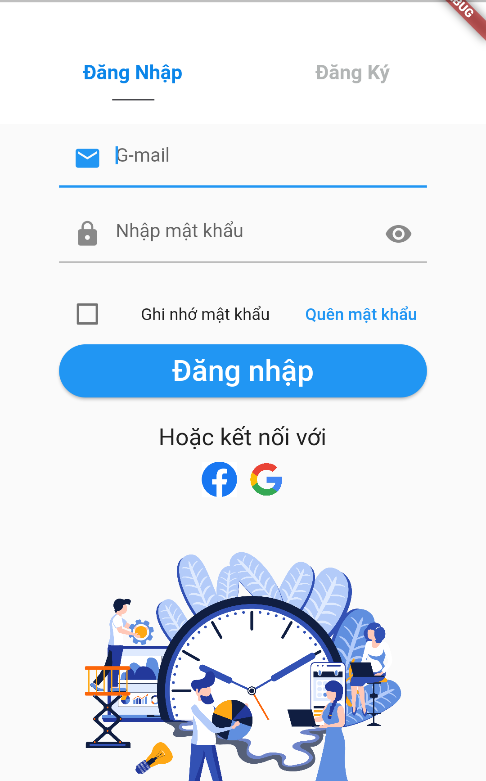 Đăng Nhập Đăng Ký
G-mail
Nhập mật khẩu
Ghi nhớ mật khẩu Quên mật khẩu
Đăng nhập
Hoặc kết nối với